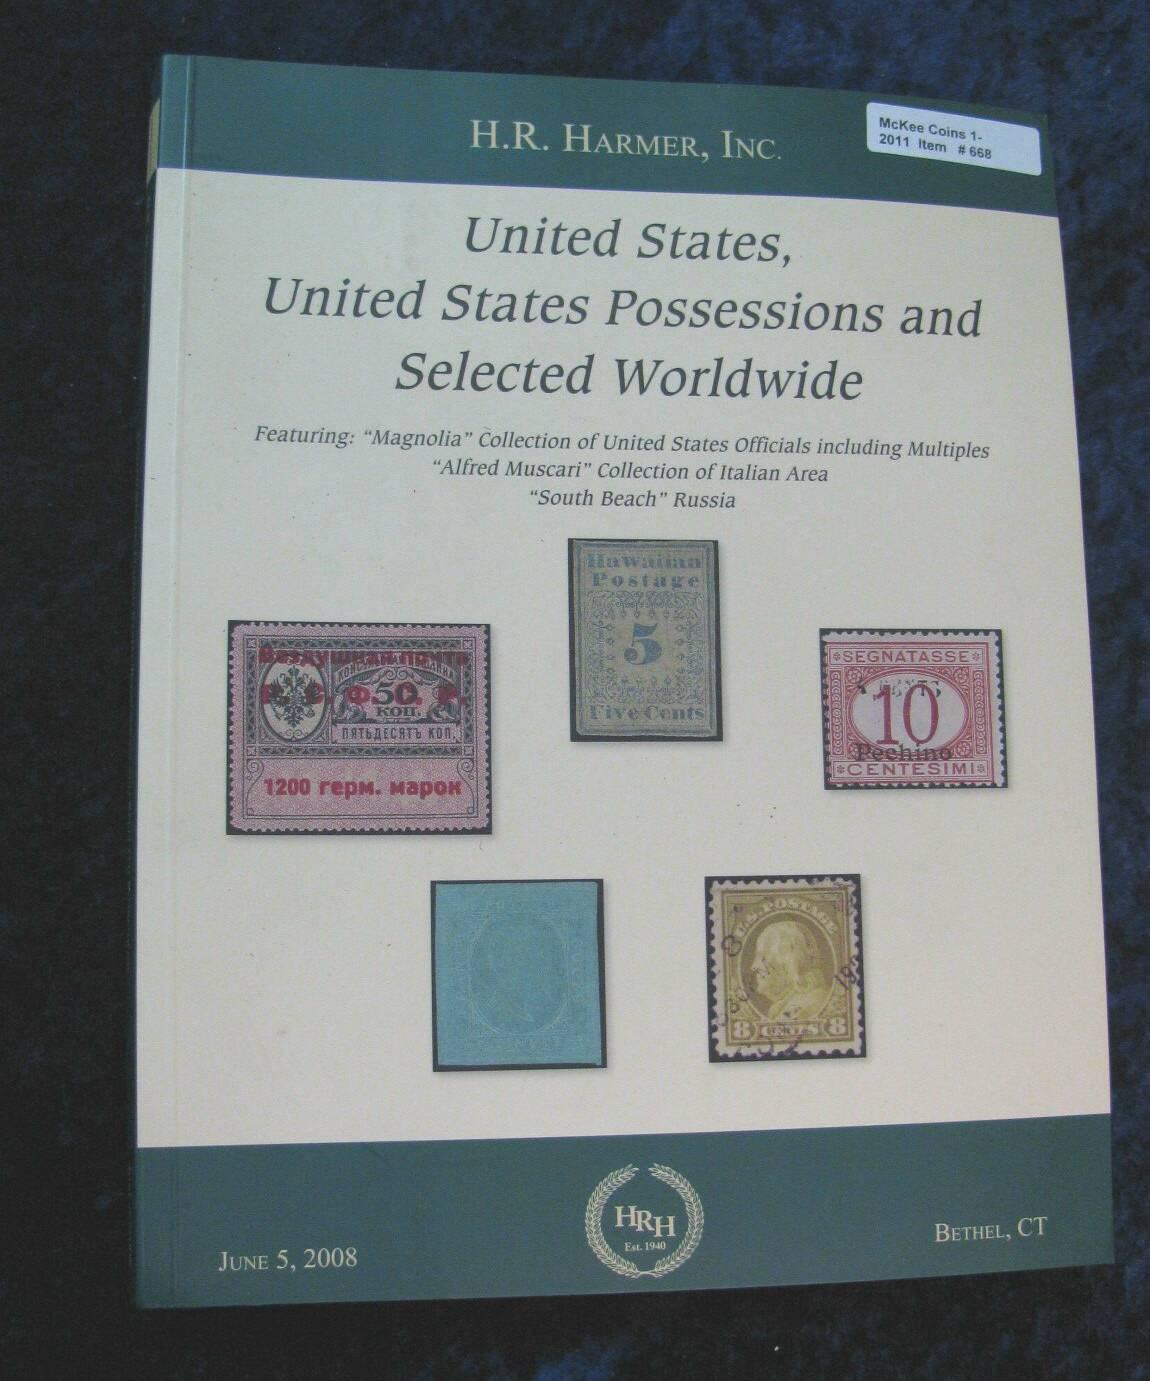 H.R. HARMER, INC.
McKee Coins 1-
2011 Item # 668
United States,
United States Possessions and
Selected Worldwide
Featuring: “Magnolia” Collection of United States Officials including Multiples
“Alfred Muscari” Collection of Italian Area
“South Beach” Russia
Hawaiian
Postage
5
Five Cents
50
КОП.
ПЯТЬДЕСЯТЪ КОП.
1200 герм. марок
SEGNATASSE
10
Pechino
CENTESIMI
U.S. POSTAGE
8 CENTS 8
JUNE 5, 2008
HRH
Est. 1940
BETHEL, CT